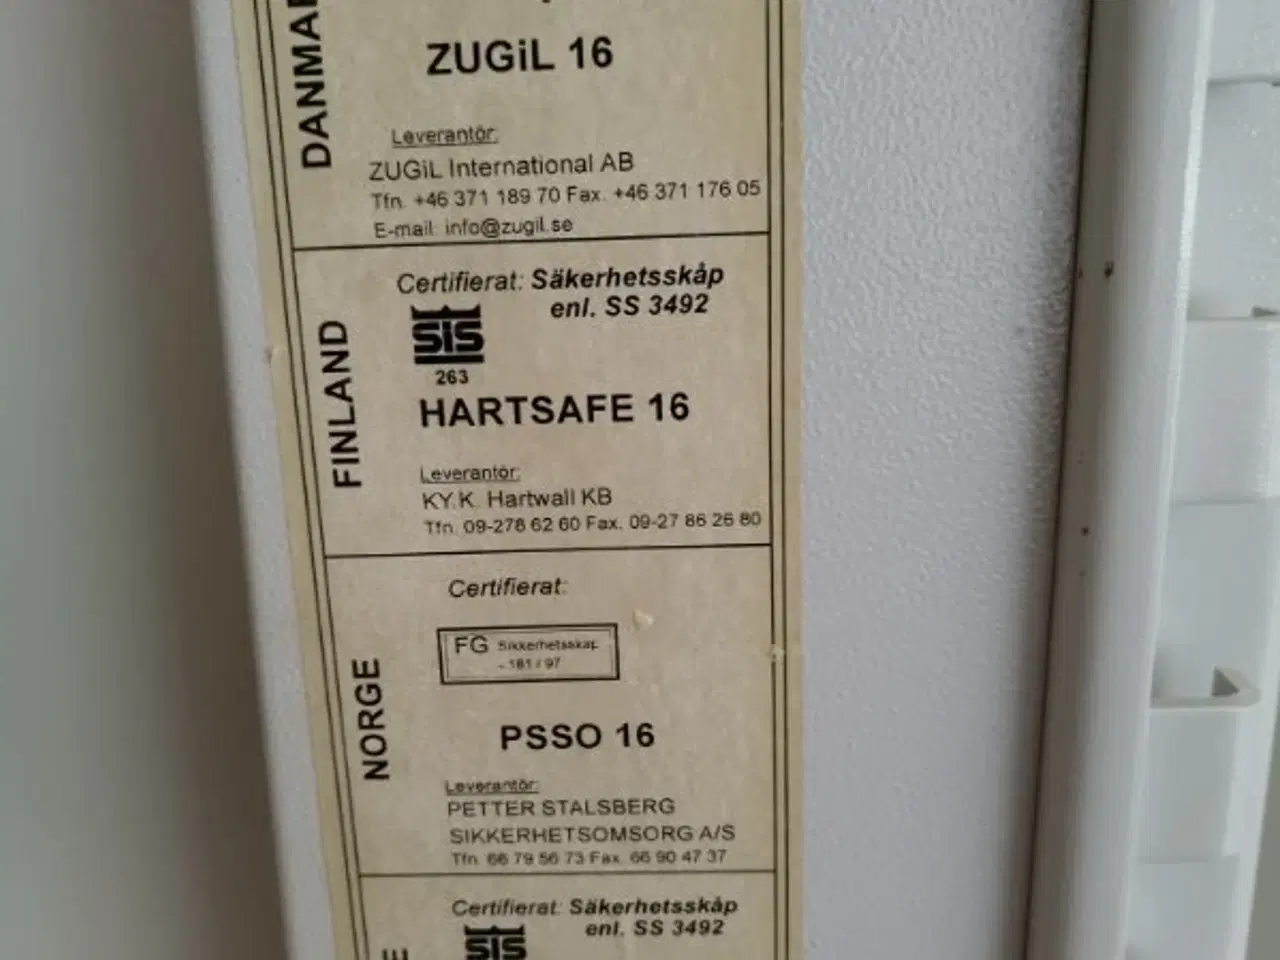 DANMAR
ZUGiL 16
Leverantör:
ZUGiL International AB
Tfn. +46 371 189 70 Fax. +46 371 176 05
E-mail: info@zugil.se
FINLAND
Certifierat: Säkerhetsskåp
enl. SS 3492
SIS
263
HARTSAFE 16
Leverantör:
KY.K. Hartwall KB
Tfn. 09-278 62 60 Fax. 09-27 86 26 80
NORGE
Certifierat:
FG Sikkerhetsskap
- 181 / 97
PSSO 16
Leverantör:
PETTER STALSBERG
SIKKERHETSOMSORG A/S
Tfn. 66 79 56 73 Fax. 66 90 47 37
Certifierat: Säkerhetsskåp
enl. SS 3492
SIS
E